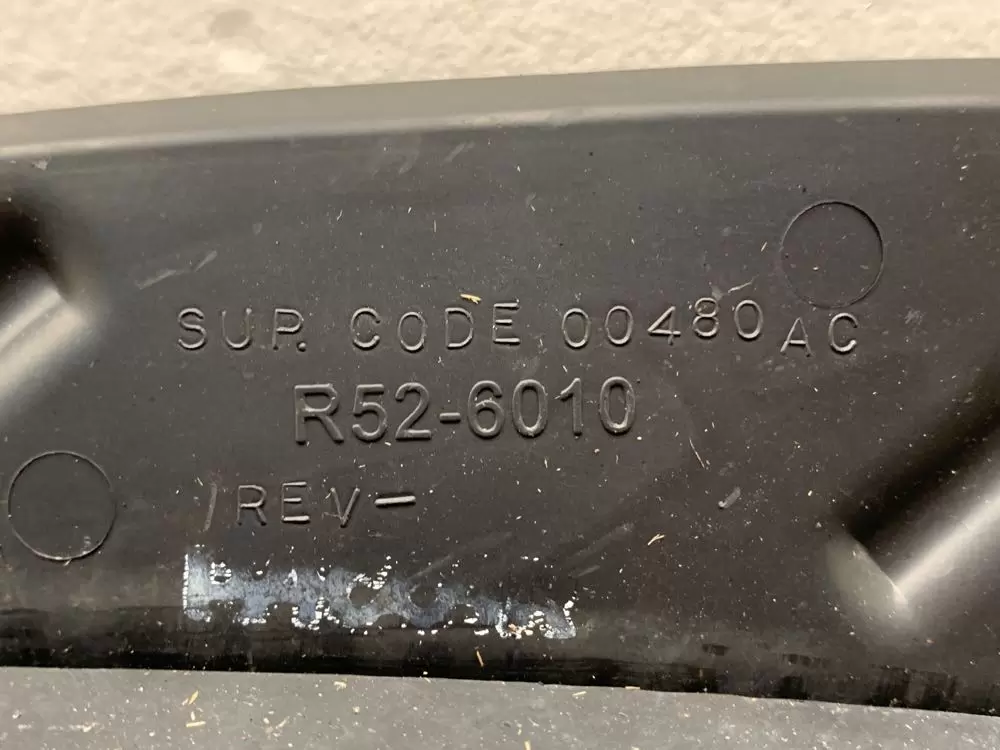 SUP. CODE 00480 AC
R52-6010
/REV-